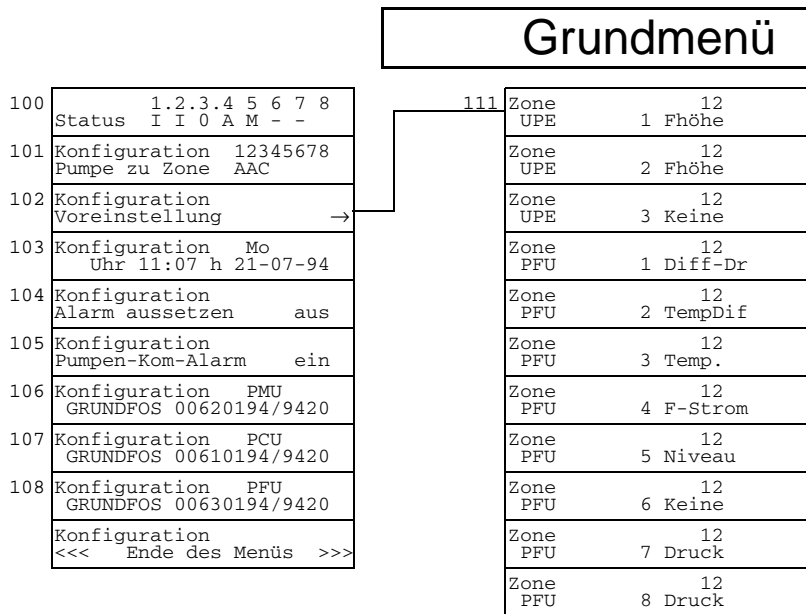 Grundmenü
100 1.2.3.4 5 6 7 8
Status I I 0 A M - -
101 Konfiguration 12345678
Pumpe zu Zone AAC
102 Konfiguration
Voreinstellung →
103 Konfiguration Mo
Uhr 11:07 h 21-07-94
104 Konfiguration
Alarm aussetzen aus
105 Konfiguration
Pumpen-Kom-Alarm ein
106 Konfiguration PMU
GRUNDFOS 00620194/9420
107 Konfiguration PCU
GRUNDFOS 00610194/9420
108 Konfiguration PFU
GRUNDFOS 00630194/9420
Konfiguration
<<< Ende des Menüs >>>
111 Zone 12
UPE 1 Fhöhe
Zone 12
UPE 2 Fhöhe
Zone 12
UPE 3 Keine
Zone 12
PFU 1 Diff-Dr
Zone 12
PFU 2 TempDif
Zone 12
PFU 3 Temp.
Zone 12
PFU 4 F-Strom
Zone 12
PFU 5 Niveau
Zone 12
PFU 6 Keine
Zone 12
PFU 7 Druck
Zone 12
PFU 8 Druck